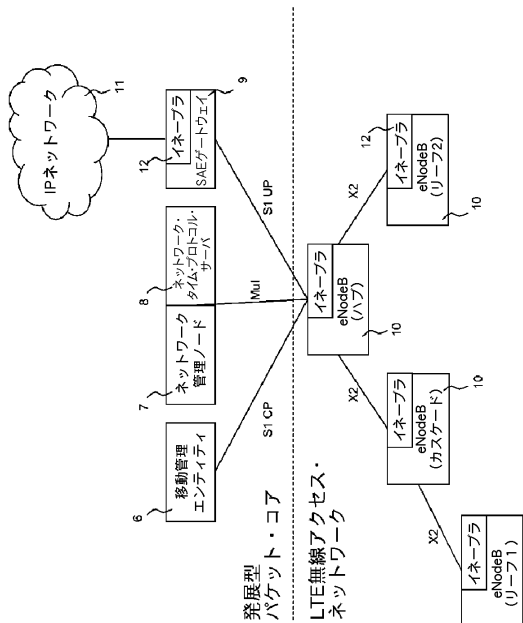 IPネットワーク
11
12
イネーブラ
SAEゲートウェイ
9
ネットワーク・
タイム・プロトコル・
サーバ
8
ネットワーク
管理ノード
7
移動管理
エンティティ
6
S1 UP
MuI
S1 CP
発展型
パケット・コア
LTE無線アクセス・
ネットワーク
イネーブラ
eNodeB
(ハブ)
10
X2
12
イネーブラ
eNodeB
(リーフ2)
10
X2
イネーブラ
eNodeB
(カスケード)
10
X2
イネーブラ
eNodeB
(リーフ1)